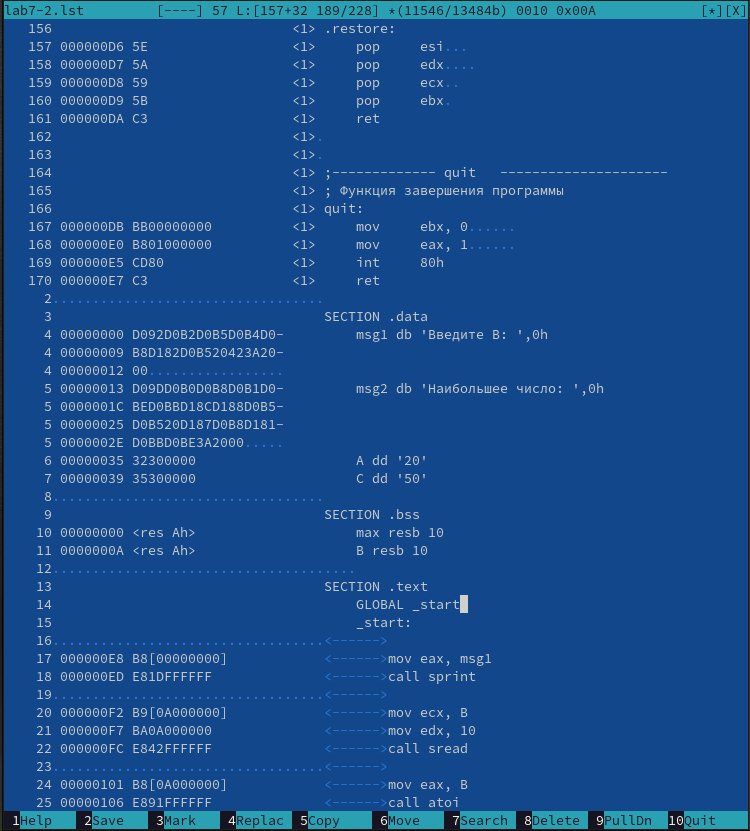 lab7-2.lst         [----] 57 L:[157+32 189/228] *(11546/13484b) 0010 0x00A             [*][X]
156                              <1> .restore:
157 000000D6 5E                  <1>     pop     esi...
158 000000D7 5A                  <1>     pop     edx....
159 000000D8 59                  <1>     pop     ecx..
160 000000D9 5B                  <1>     pop     ebx.
161 000000DA C3                  <1>     ret
162                              <1>.
163                              <1>.
164                              <1> ;------------- quit   ---------------------
165                              <1> ; Функция завершения программы
166                              <1> quit:
167 000000DB BB00000000          <1>     mov     ebx, 0......
168 000000E0 B801000000          <1>     mov     eax, 1......
169 000000E5 CD80                <1>     int     80h
170 000000E7 C3                  <1>     ret
2..................................
3                                  SECTION .data
4 00000000 D092D0B2D0B5D0B4D0-         msg1 db 'Введите B: ',0h
4 00000009 B8D182D0B520423A20-
4 00000012 00.................
5 00000013 D09DD0B0D0B8D0B1D0-         msg2 db 'Наибольшее число: ',0h
5 0000001C BED0BBD18CD188D0B5-
5 00000025 D0B520D187D0B8D181-
5 0000002E D0BBD0BE3A2000.....
6 00000035 32300000                    A dd '20'
7 00000039 35300000                    C dd '50'
8..................................
9                                  SECTION .bss
10 00000000 <res Ah>                    max resb 10
11 0000000A <res Ah>                    B resb 10
12......................................
13                                  SECTION .text
14                                      GLOBAL _start
15                                      _start:
16..................................<------>
17 000000E8 B8[00000000]            <------>mov eax, msg1
18 000000ED E81DFFFFFF              <------>call sprint
19..................................<------>
20 000000F2 B9[0A000000]            <------>mov ecx, B
21 000000F7 BA0A000000              <------>mov edx, 10
22 000000FC E842FFFFFF              <------>call sread
23..................................<------>
24 00000101 B8[0A000000]            <------>mov eax, B
25 00000106 E891FFFFFF              <------>call atoi
1Help   2Save   3Mark   4Replac 5Copy   6Move   7Search 8Delete 9PullDn 10Quit